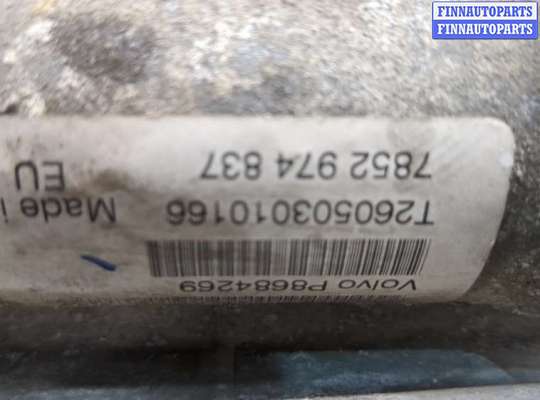 FINNAUTOPARTS
FINNAUTOPARTS
Volvo P8684269
T260503010166
7852 974 837
Made i
EU